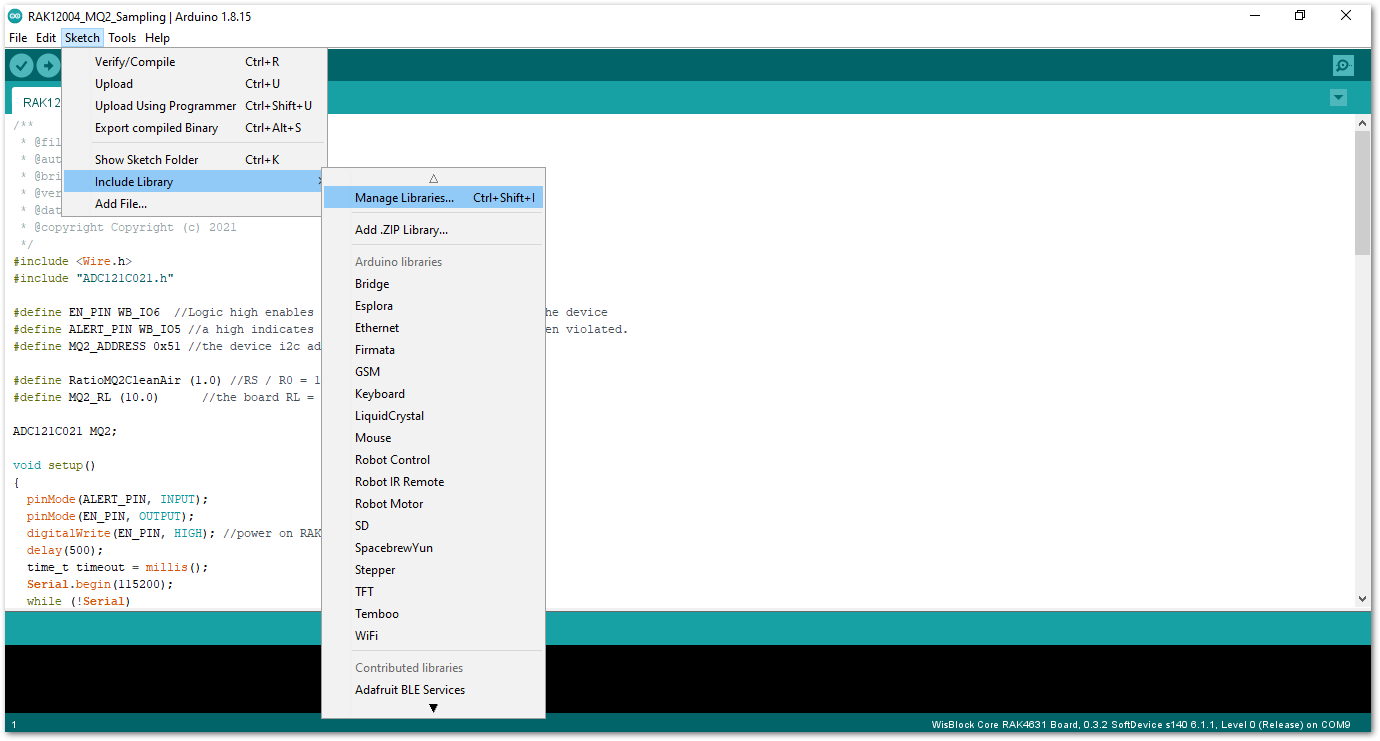 RAK12004_MQ2_Sampling | Arduino 1.8.15
File Edit Sketch Tools Help
Verify/Compile Ctrl+R
Upload Ctrl+U
Upload Using Programmer Ctrl+Shift+U
Export compiled Binary Ctrl+Alt+S
Show Sketch Folder Ctrl+K
Include Library
Add File...
Manage Libraries... Ctrl+Shift+I
Add .ZIP Library...
Arduino libraries
Bridge
Esplora
Ethernet
Firmata
GSM
Keyboard
LiquidCrystal
Mouse
Robot Control
Robot IR Remote
Robot Motor
SD
SpacebrewYun
Stepper
TFT
Temboo
WiFi
Contributed libraries
Adafruit BLE Services
RAK12
/**
* @fil
* @aut
* @bri
* @ver
* @dat
* @copyright Copyright (c) 2021
*/
#include <Wire.h>
#include "ADC121C021.h"
#define EN_PIN WB_IO6 //Logic high enables he device
#define ALERT_PIN WB_IO5 //a high indicates en violated.
#define MQ2_ADDRESS 0x51 //the device i2c ad
#define RatioMQ2CleanAir (1.0) //RS / R0 = 1
#define MQ2_RL (10.0) //the board RL =
ADC121C021 MQ2;
void setup()
{
pinMode(ALERT_PIN, INPUT);
pinMode(EN_PIN, OUTPUT);
digitalWrite(EN_PIN, HIGH); //power on RAK
delay(500);
time_t timeout = millis();
Serial.begin(115200);
while (!Serial)
1
WisBlock Core RAK4631 Board, 0.3.2 SoftDevice s140 6.1.1, Level 0 (Release) on COM9